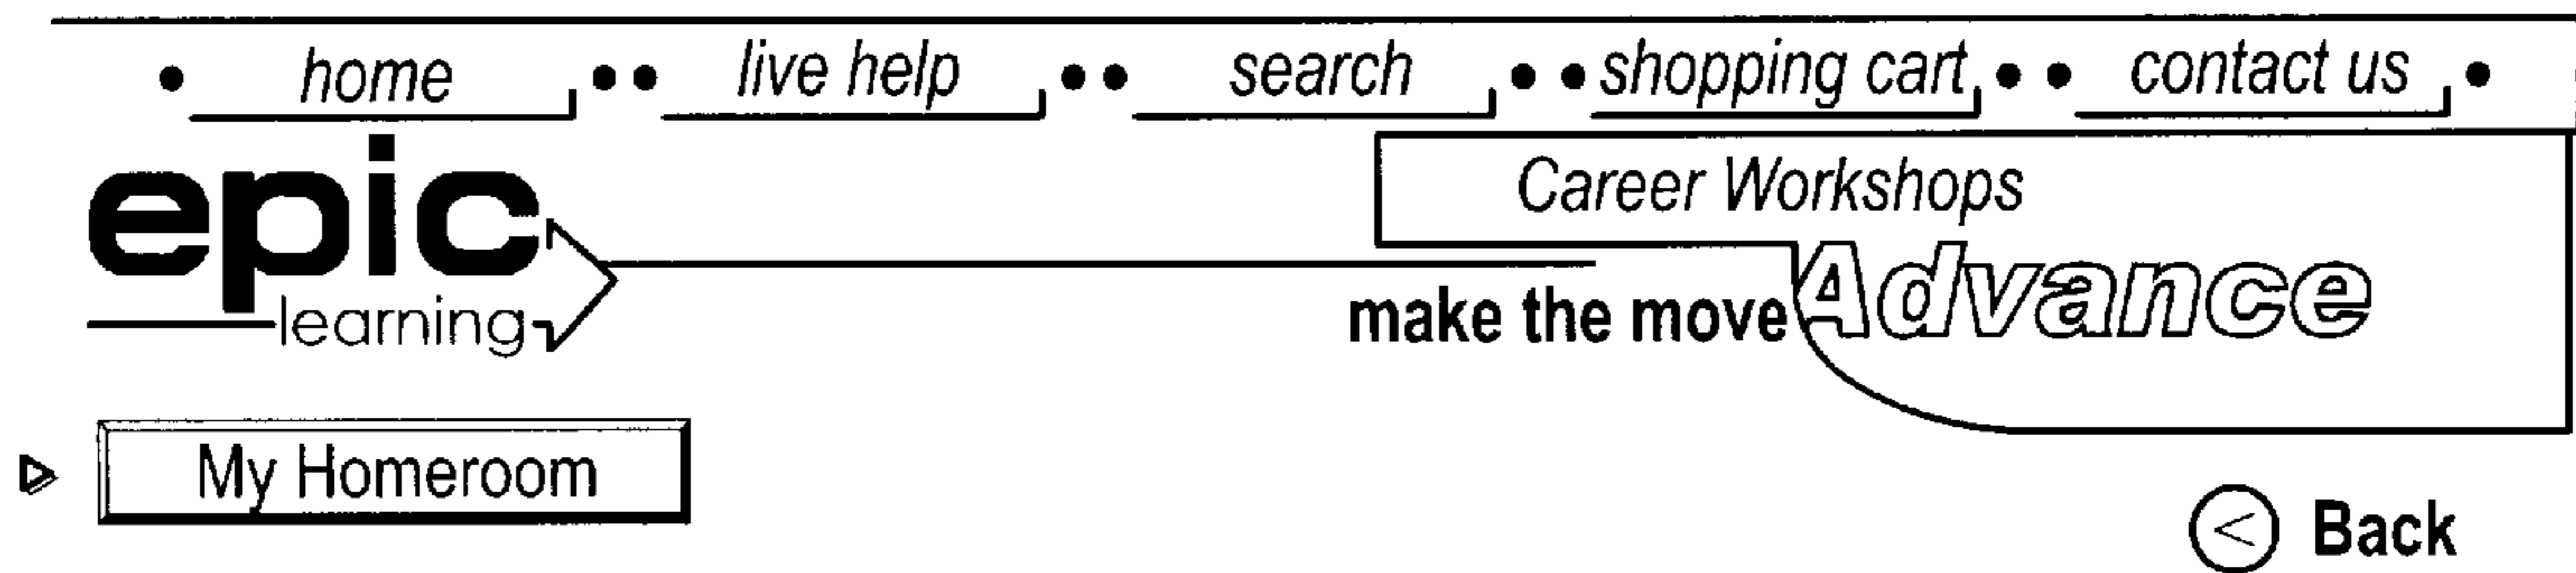 home live help search shopping cart contact us
epic
learning
Career Workshops
make the move Advance
My Homeroom
< Back